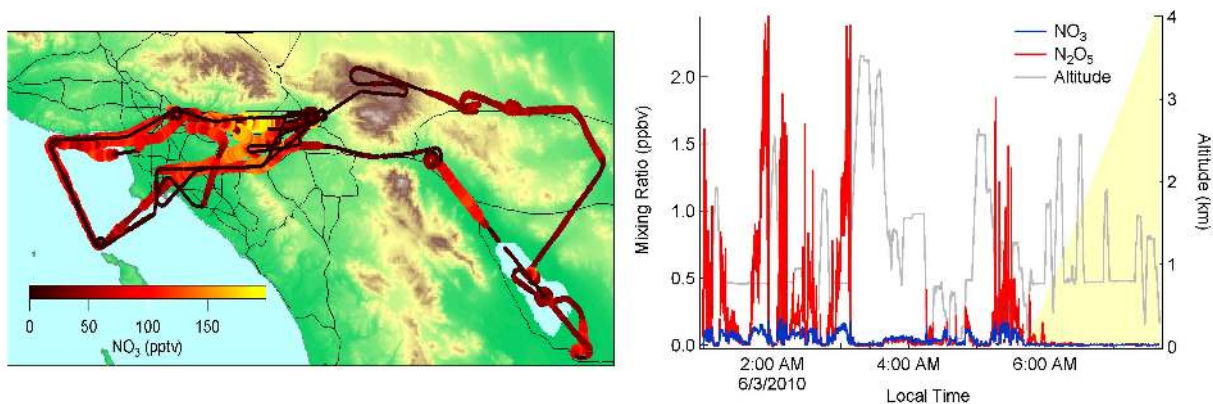 0 50 100 150
NO₃ (pptv)
NO₃
N₂O₅
Altitude
Mixing Ratio (ppbv)
2.0
1.5
1.0
0.5
0.0
4
3
2
1
0
Altitude (km)
2:00 AM 4:00 AM 6:00 AM
6/3/2010
Local Time